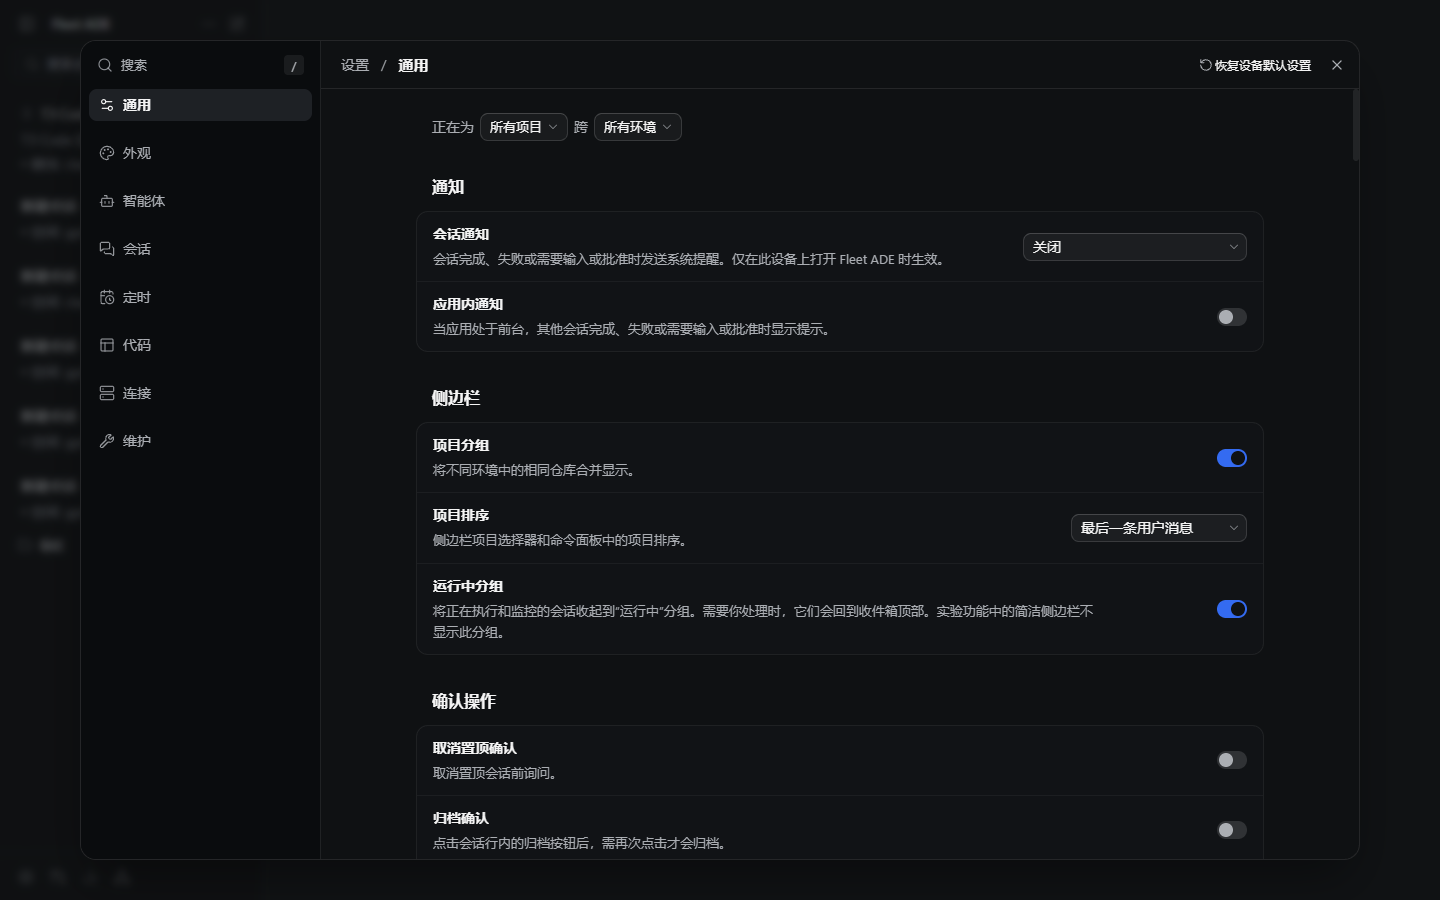 搜索
/
通用
外观
智能体
会话
定时
代码
连接
维护
设置 / 通用
恢复设备默认设置
正在为 所有项目 跨 所有环境
通知
会话通知
会话完成、失败或需要输入或批准时发送系统提醒。仅在此设备上打开 Fleet ADE 时生效。
关闭
应用内通知
当应用处于前台，其他会话完成、失败或需要输入或批准时显示提示。
侧边栏
项目分组
将不同环境中的相同仓库合并显示。
项目排序
侧边栏项目选择器和命令面板中的项目排序。
最后一条用户消息
运行中分组
将正在执行和监控的会话收起到“运行中”分组。需要你处理时，它们会回到收件箱顶部。实验功能中的简洁侧边栏不
显示此分组。
确认操作
取消置顶确认
取消置顶会话前询问。
归档确认
点击会话行内的归档按钮后，需再次点击才会归档。